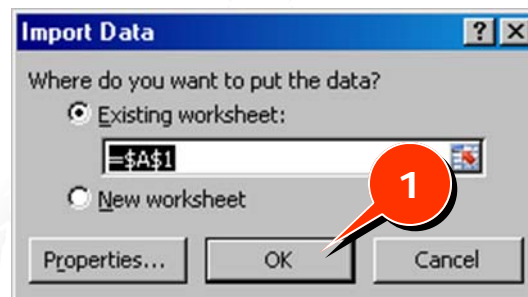 Import Data
Where do you want to put the data?
Existing worksheet:
=$A$1
New worksheet
1
Properties... OK Cancel